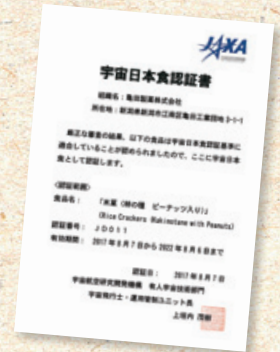 JAXA
宇宙日本食認証書
組織名：亀田製菓株式会社
所在地：新潟県新潟市江南区亀田工業団地 3-1-1
厳正な審査の結果、以下の食品は宇宙日本食認証基準に
適合していることが認められましたので、ここに宇宙日本
食として認証します。
〈認証範囲〉
食品名：「米菓（柿の種　ピーナッツ入り）」
(Rice Crackers Kakinotane with Peanuts)
認証番号：JD011
有効期間：2017年8月7日から2022年8月6日まで
認証日：2017年8月7日
宇宙航空研究開発機構　有人宇宙技術部門
宇宙飛行士・運用管制ユニット長
上垣内 茂樹